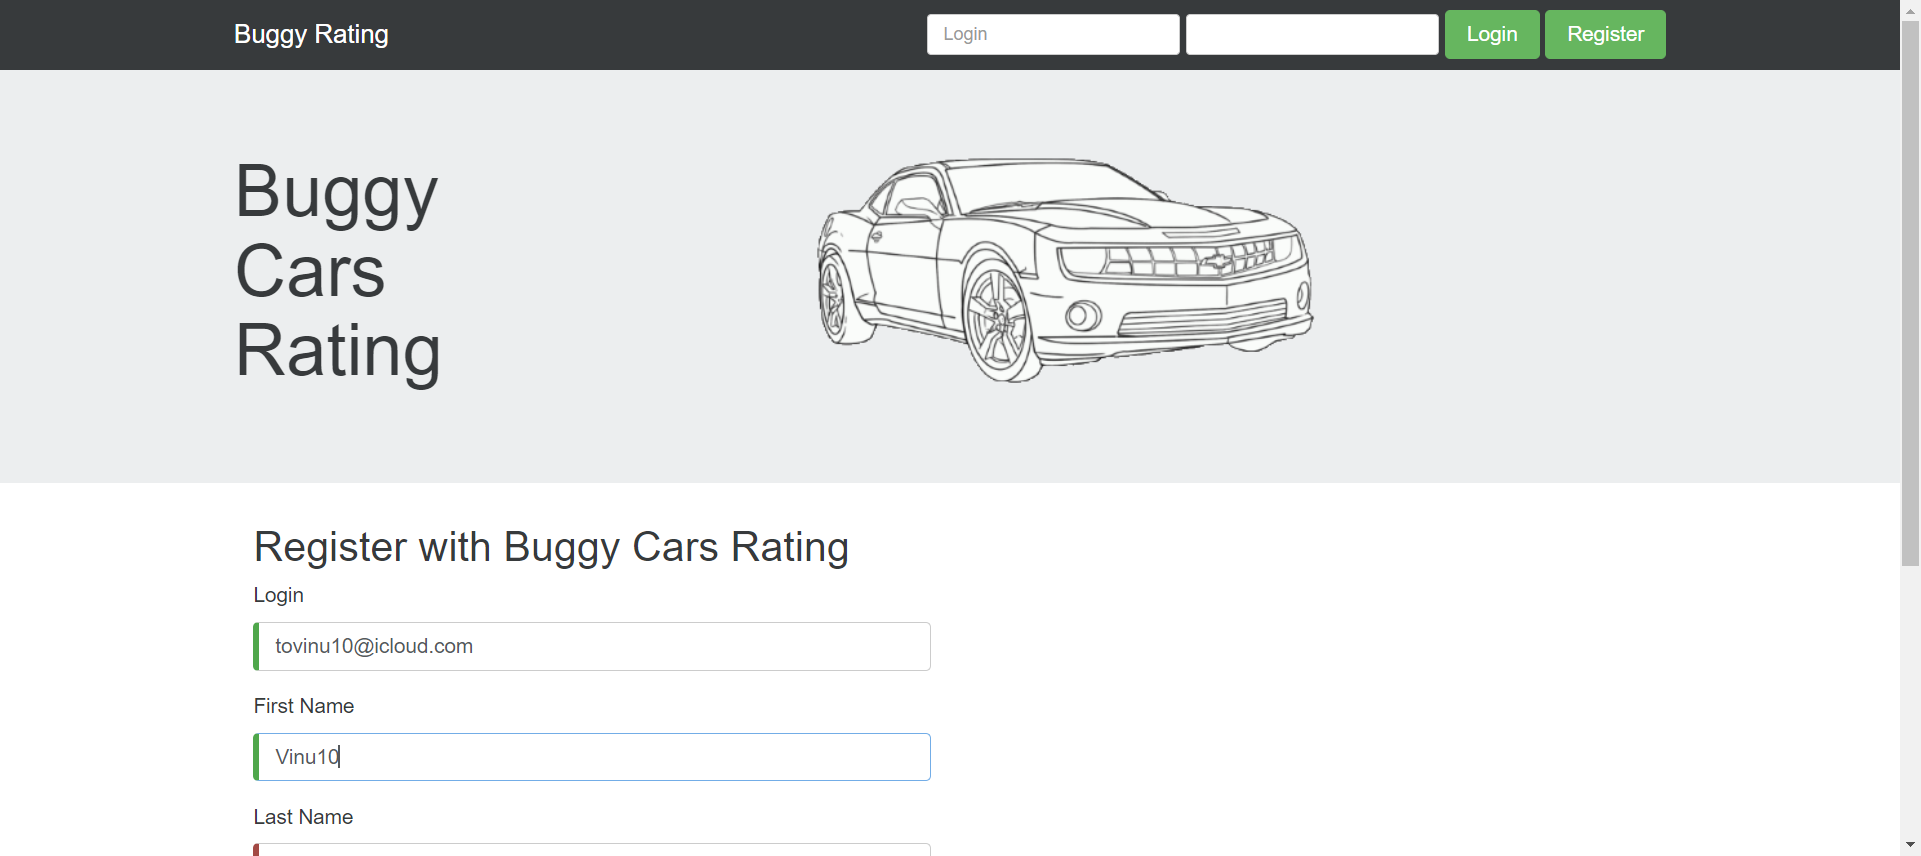 Buggy Rating
Login
Login
Register
Buggy
Cars
Rating
Register with Buggy Cars Rating
Login
tovinu10@icloud.com
First Name
Vinu10
Last Name